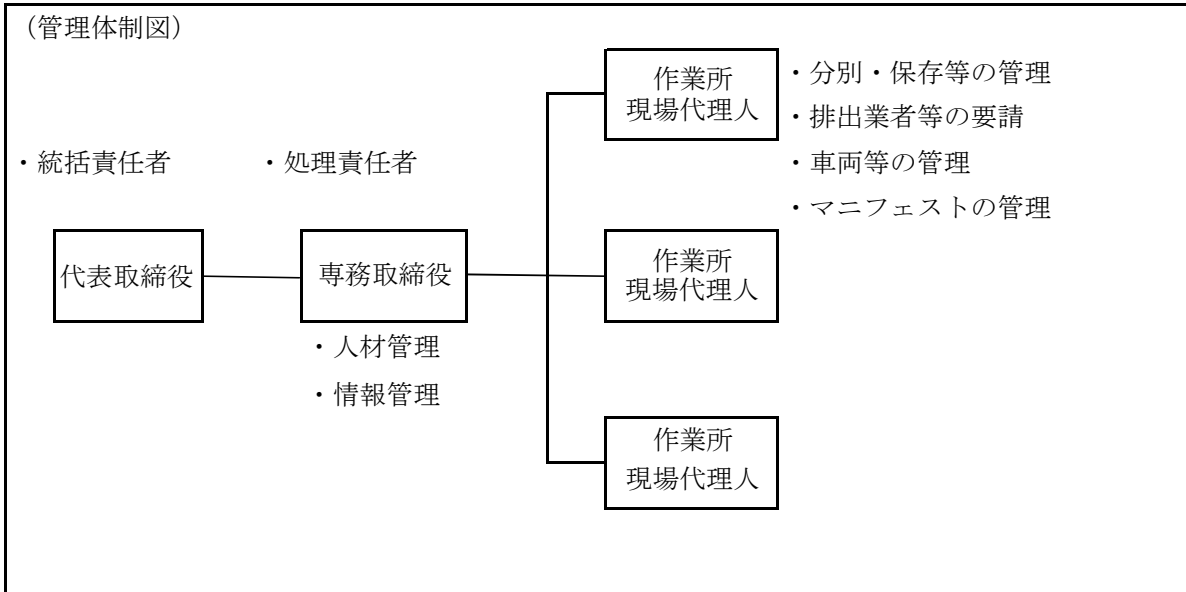 （管理体制図）
作業所
現場代理人
・分別・保存等の管理
・排出業者等の要請
・車両等の管理
・マニフェストの管理
・統括責任者
・処理責任者
代表取締役
専務取締役
・人材管理
・情報管理
作業所
現場代理人
作業所
現場代理人